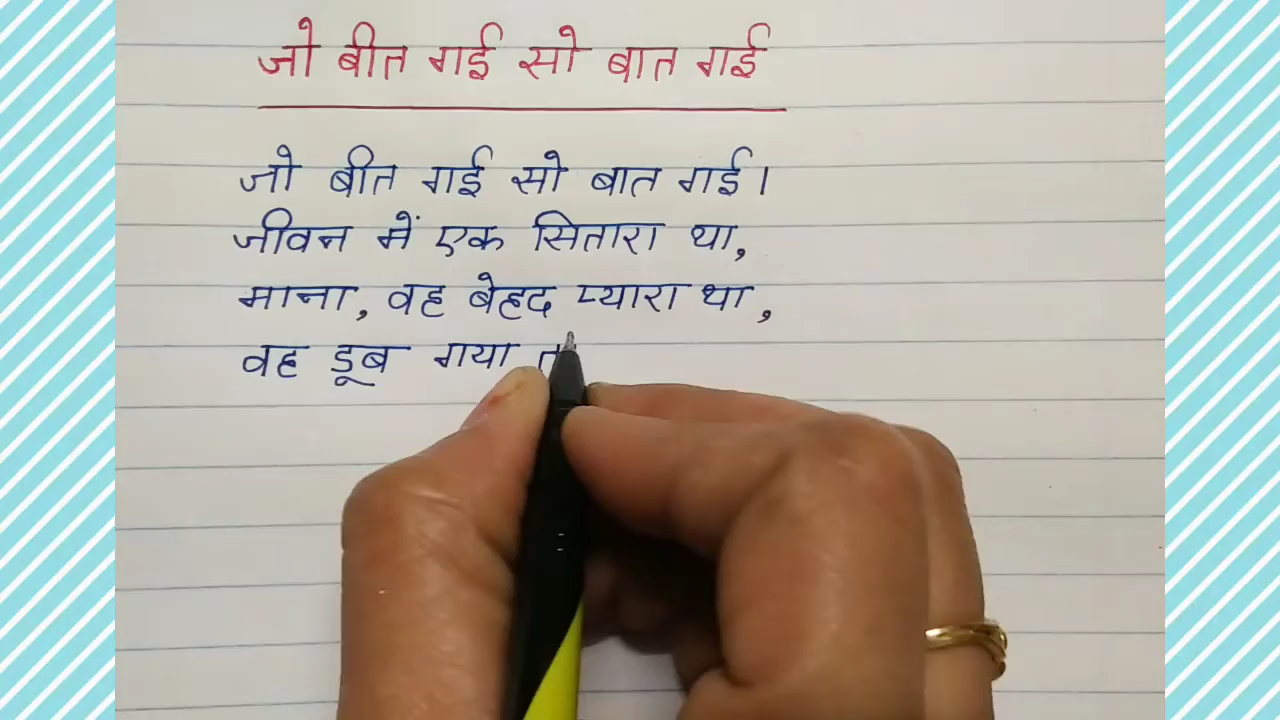 जो बीत गई सो बात गई
जो बीत गई सो बात गई।
जीवन में एक सितारा था,
माना, वह बेहद प्यारा था,
वह डूब गया